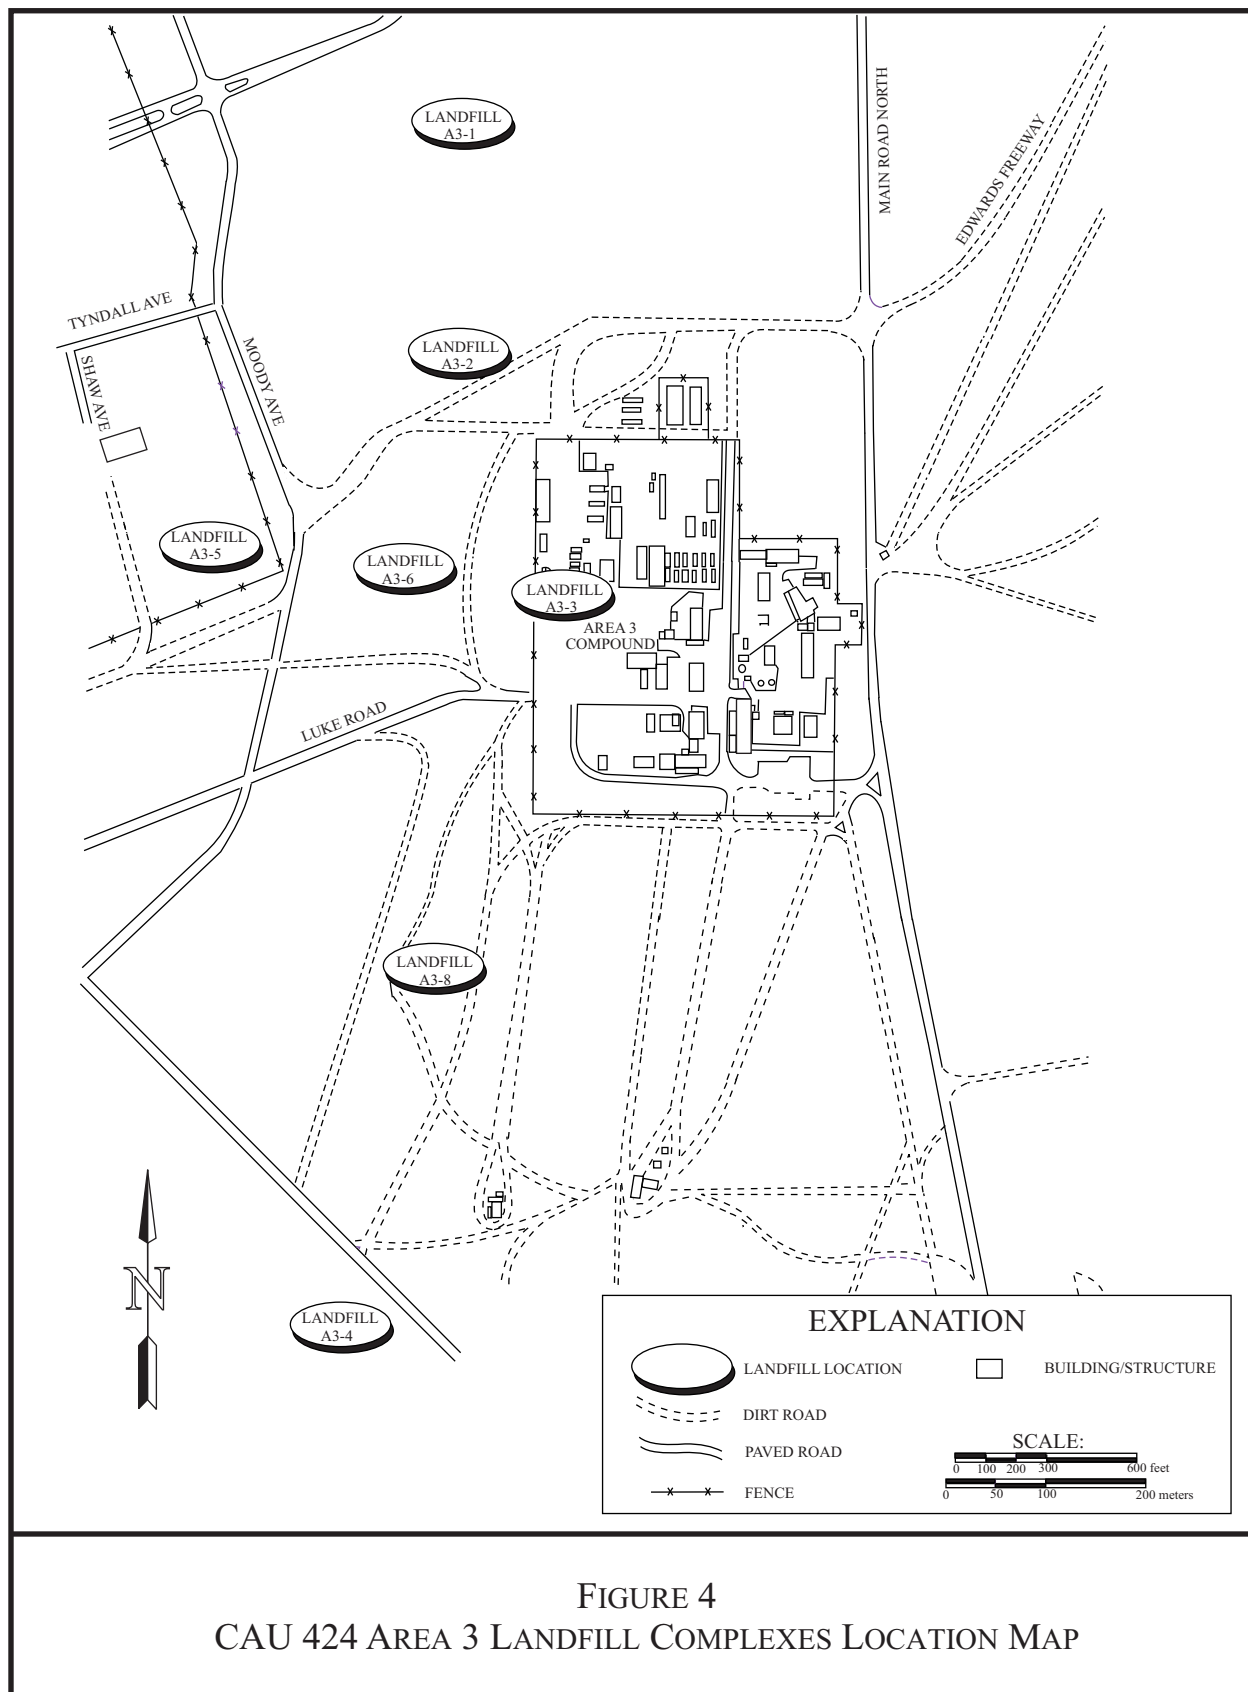 LANDFILL
A3-1
MAIN ROAD NORTH
EDWARDS FREEWAY
TYNDALL AVE
SHAW AVE
MOODY AVE
LANDFILL
A3-2
LANDFILL
A3-5
LANDFILL
A3-6
LANDFILL
A3-3
AREA 3
COMPOUND
LUKE ROAD
LANDFILL
A3-8
N
LANDFILL
A3-4
EXPLANATION
LANDFILL LOCATION
BUILDING/STRUCTURE
DIRT ROAD
PAVED ROAD
FENCE
SCALE:
0 100 200 300 600 feet
0 50 100 200 meters
FIGURE 4
CAU 424 AREA 3 LANDFILL COMPLEXES LOCATION MAP